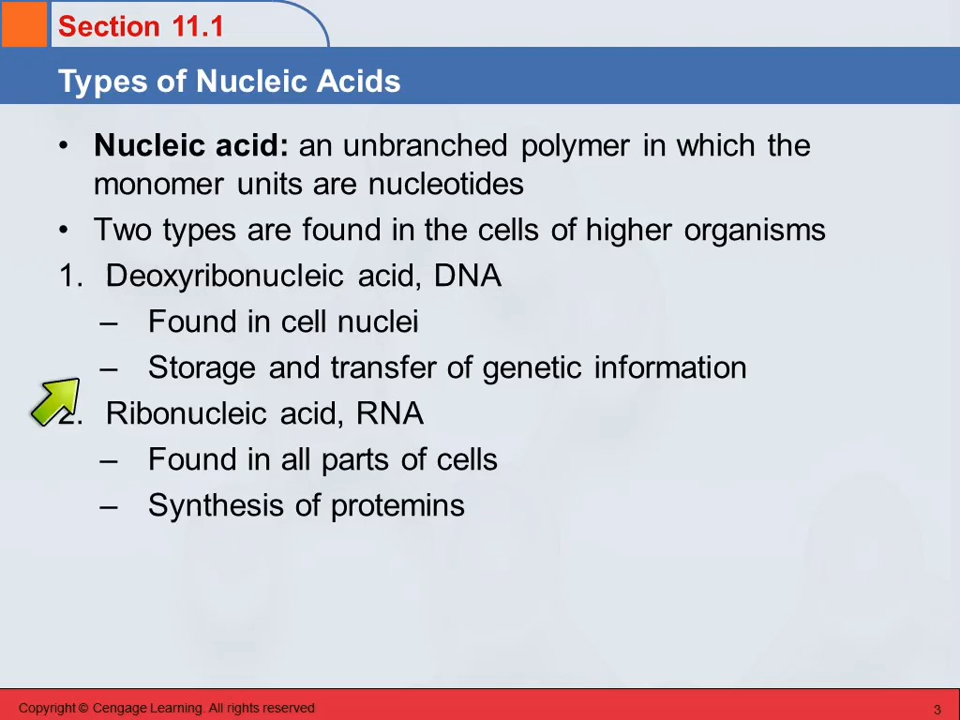 Section 11.1
Types of Nucleic Acids
• Nucleic acid: an unbranched polymer in which the
monomer units are nucleotides
• Two types are found in the cells of higher organisms
1. Deoxyribonucleic acid, DNA
– Found in cell nuclei
– Storage and transfer of genetic information
2. Ribonucleic acid, RNA
– Found in all parts of cells
– Synthesis of protemins
Copyright © Cengage Learning. All rights reserved
3